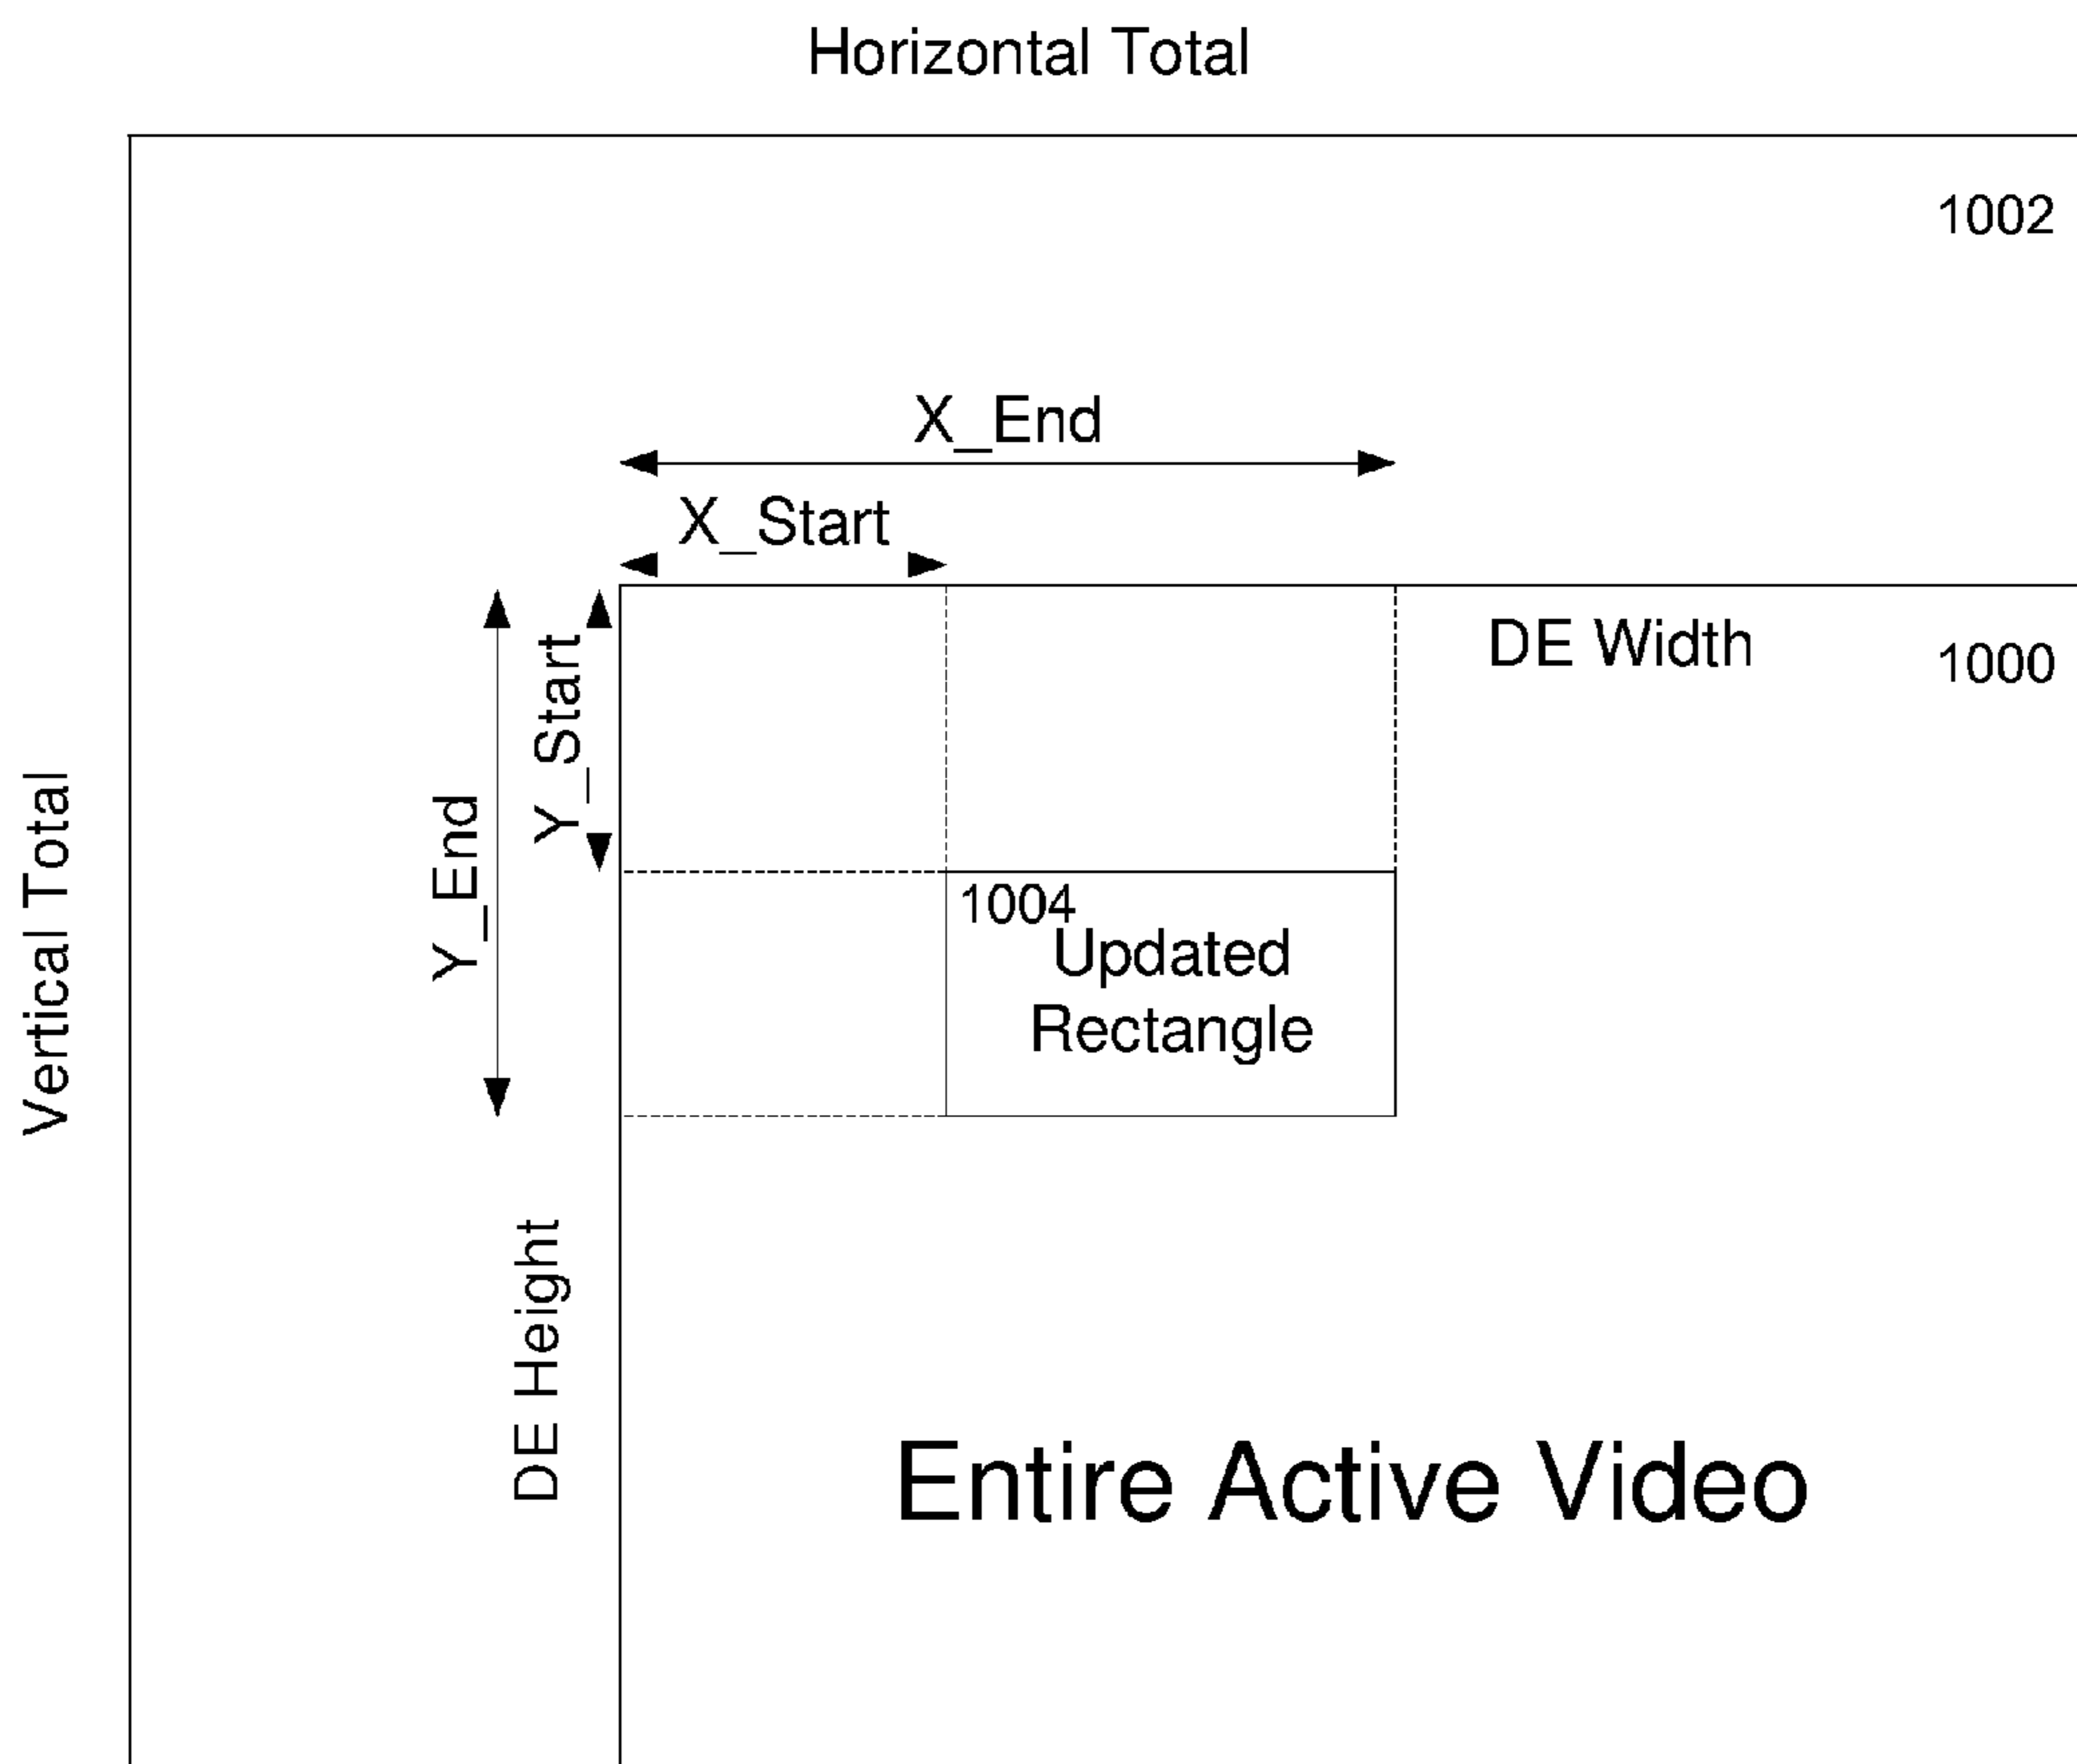 Horizontal Total
1002
X_End
X_Start
DE Width
1000
Y_Start
Y_End
Vertical Total
1004
Updated
Rectangle
DE Height
Entire Active Video